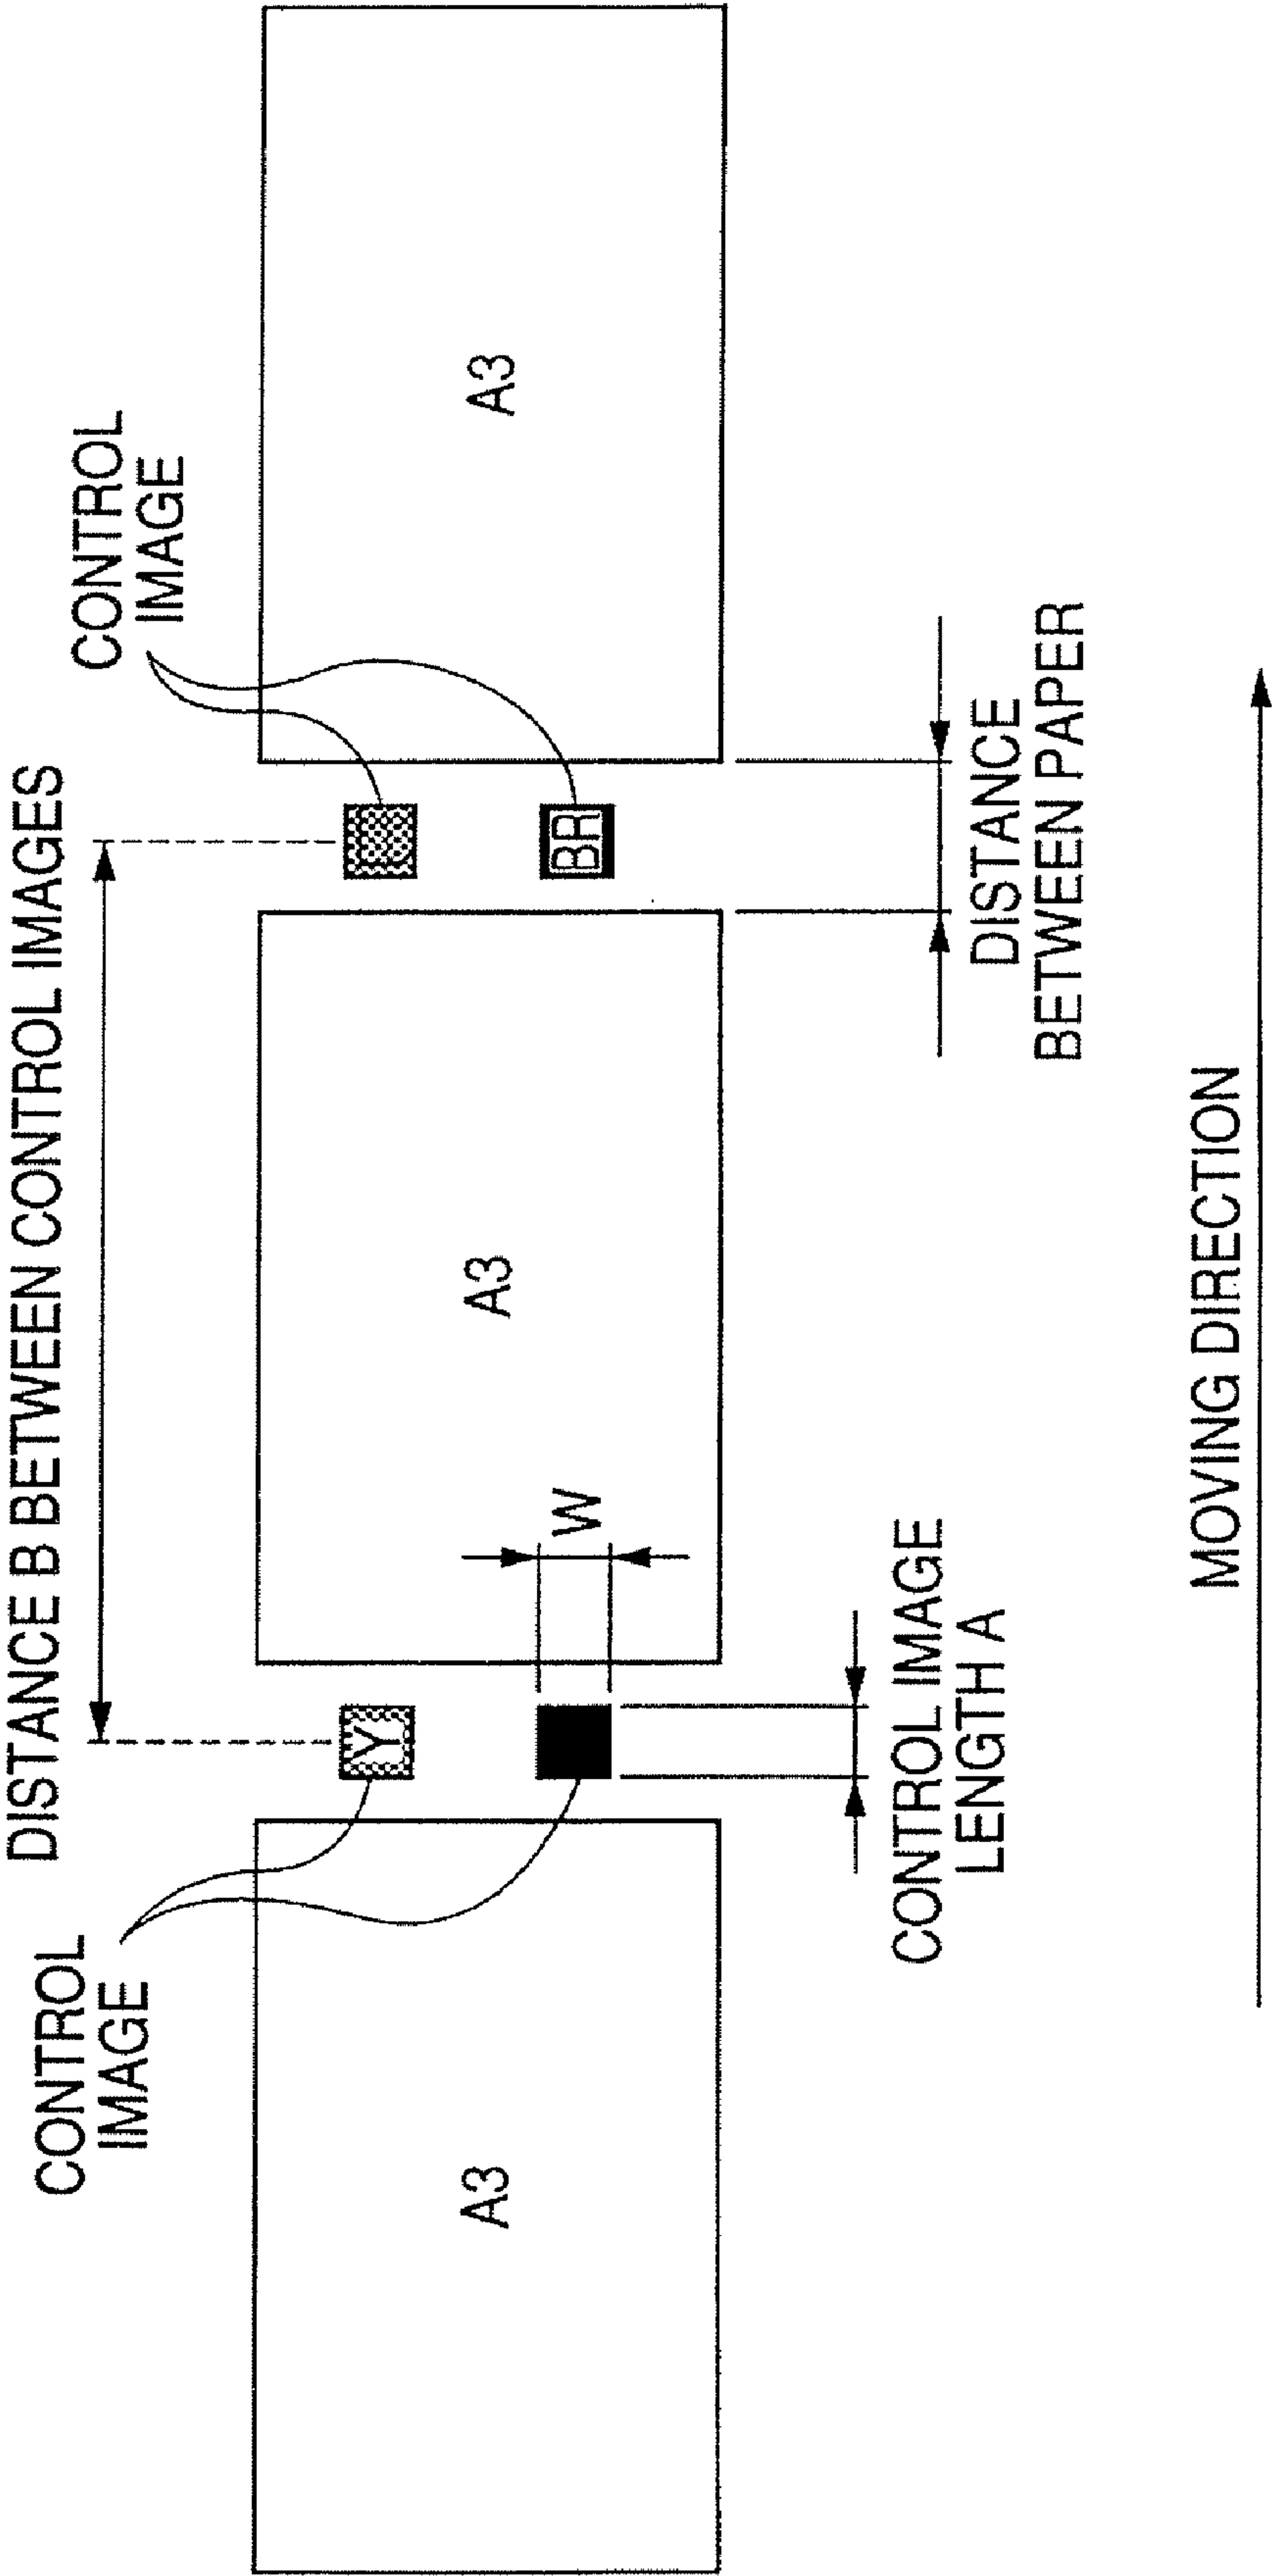 DISTANCE B BETWEEN CONTROL IMAGES
CONTROL
IMAGE
CONTROL
IMAGE
Y
BR
A3
A3
A3
W
CONTROL IMAGE
LENGTH A
DISTANCE
BETWEEN PAPER
MOVING DIRECTION